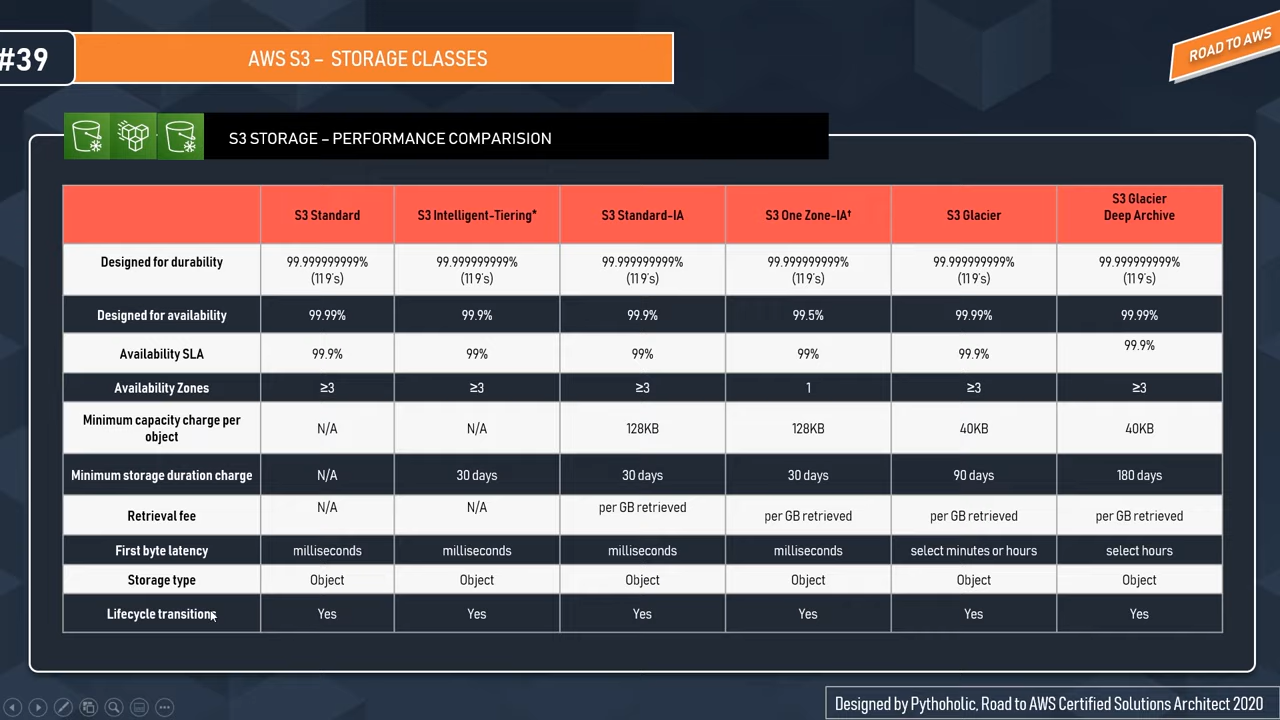 #39
AWS S3 – STORAGE CLASSES
ROAD TO AWS
S3 STORAGE – PERFORMANCE COMPARISION
S3 Standard S3 Intelligent-Tiering* S3 Standard-IA S3 One Zone-IA† S3 Glacier S3 Glacier
Deep Archive
Designed for durability 99.999999999% 99.999999999% 99.999999999% 99.999999999% 99.999999999% 99.999999999%
(11 9's) (11 9's) (11 9's) (11 9's) (11 9's) (11 9's)
Designed for availability 99.99% 99.9% 99.9% 99.5% 99.99% 99.99%
Availability SLA 99.9% 99% 99% 99% 99.9% 99.9%
Availability Zones ≥3 ≥3 ≥3 1 ≥3 ≥3
Minimum capacity charge per
object N/A N/A 128KB 128KB 40KB 40KB
Minimum storage duration charge N/A 30 days 30 days 30 days 90 days 180 days
Retrieval fee N/A N/A per GB retrieved per GB retrieved per GB retrieved per GB retrieved
First byte latency milliseconds milliseconds milliseconds milliseconds select minutes or hours select hours
Storage type Object Object Object Object Object Object
Lifecycle transitions Yes Yes Yes Yes Yes Yes
Designed by Pythoholic, Road to AWS Certified Solutions Architect 2020